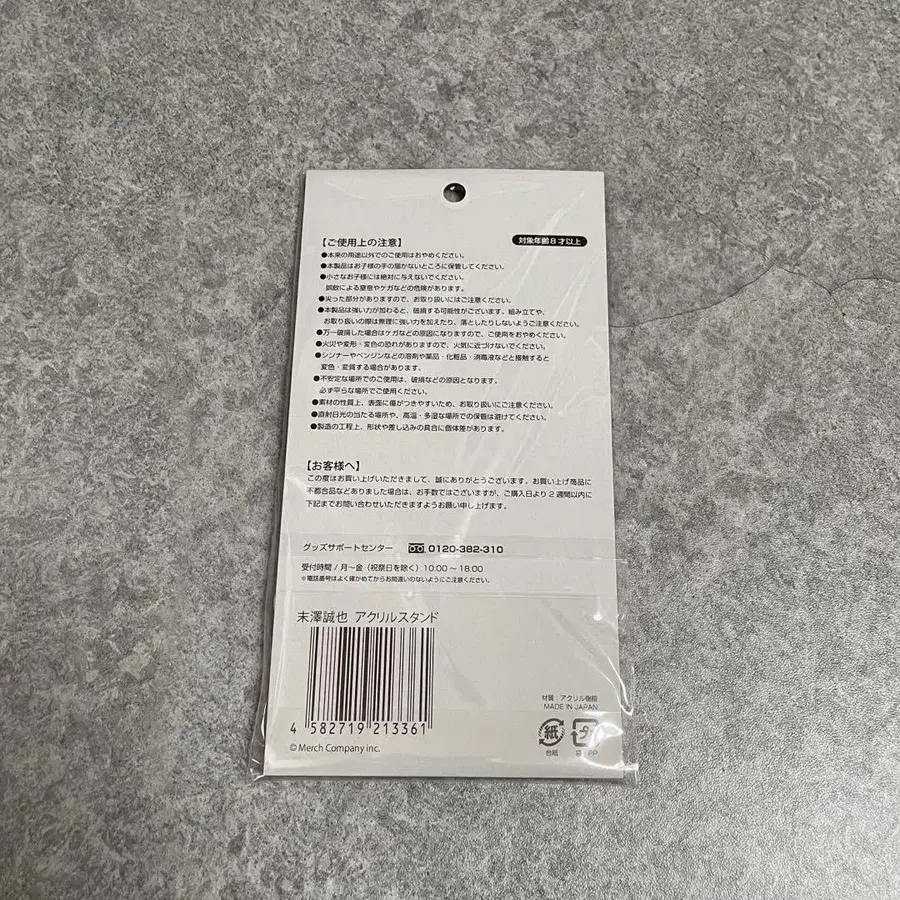 【ご使用上の注意】 対象年齢8才以上
●本来の用途以外でのご使用はおやめください。
●本製品はお子様の手の届かないところに保管してください。
●小さなお子様には絶対に与えないでください。
誤飲による窒息やケガなどの危険があります。
●尖った部分がありますので、お取り扱いにはご注意ください。
●本製品は強い力が加わると、破損する可能性がございます。組み立てや、
お取り扱いの際は無理に強い力を加えたり、落としたりしないようご注意ください。
●万一破損した場合はケガなどの原因になりますので、ご使用をおやめください。
●火災や変形・変色の恐れがありますので、火気に近づけないでください。
●シンナーやベンジンなどの溶剤や薬品・化粧品・消毒液などと接触すると
変色・変質する場合があります。
●不安定な場所でのご使用は、破損などの原因となります。
必ず平らな場所でご使用ください。
●素材の性質上、表面に傷がつきやすいため、お取り扱いにご注意ください。
●直射日光の当たる場所や、高温・多湿な場所での保管は避けてください。
●製造の工程上、形状や差し込みの具合に個体差があります。
【お客様へ】
この度はお買い上げいただきまして、誠にありがとうございます。お買い上げ商品に
不都合品などありました場合は、お手数ではございますが、ご購入日より2週間以内に
下記までお問い合わせいただきますようお願い申し上げます。
グッズサポートセンター 0120-382-310
受付時間/月～金（祝祭日を除く）10:00～18:00
※電話番号はよく確かめてからお間違いのないようにご注意ください。
末澤誠也 アクリルスタンド
4 582719 213361
©Merch Company inc.
材質：アクリル樹脂
MADE IN JAPAN
紙 プラ
台紙 袋:PP